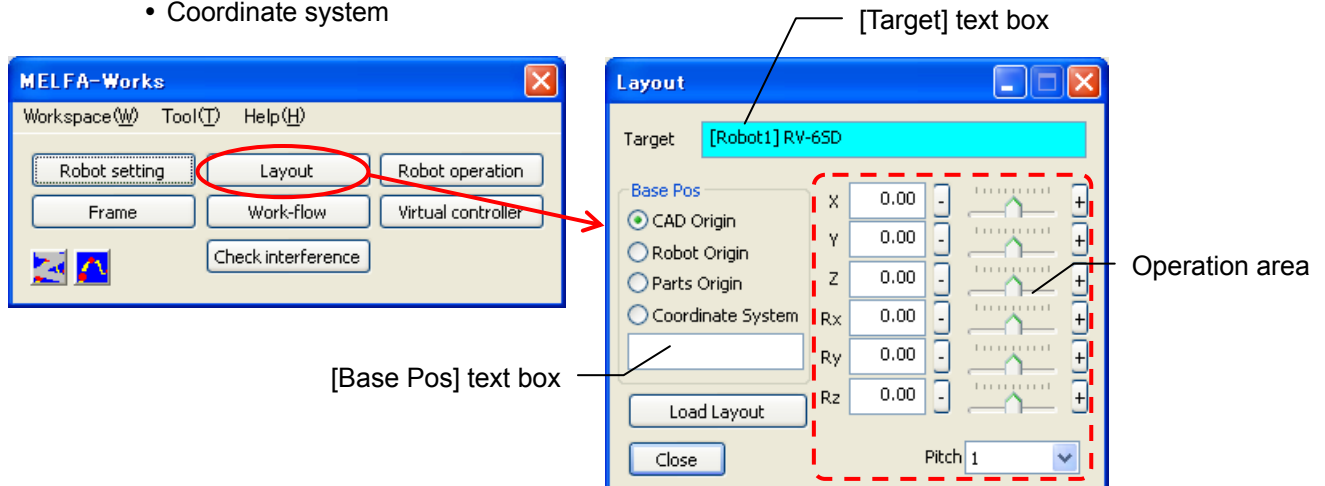 • Coordinate system
[Target] text box
MELFA-Works
Workspace(W) Tool(T) Help(H)
Robot setting Layout Robot operation
Frame Work-flow Virtual controller
Check interference
Layout
Target [Robot1] RV-6SD
Base Pos
CAD Origin
Robot Origin
Parts Origin
Coordinate System
X 0.00 - +
Y 0.00 - +
Z 0.00 - +
Rx 0.00 - +
Ry 0.00 - +
Rz 0.00 - +
Load Layout
Close
Pitch 1
Operation area
[Base Pos] text box